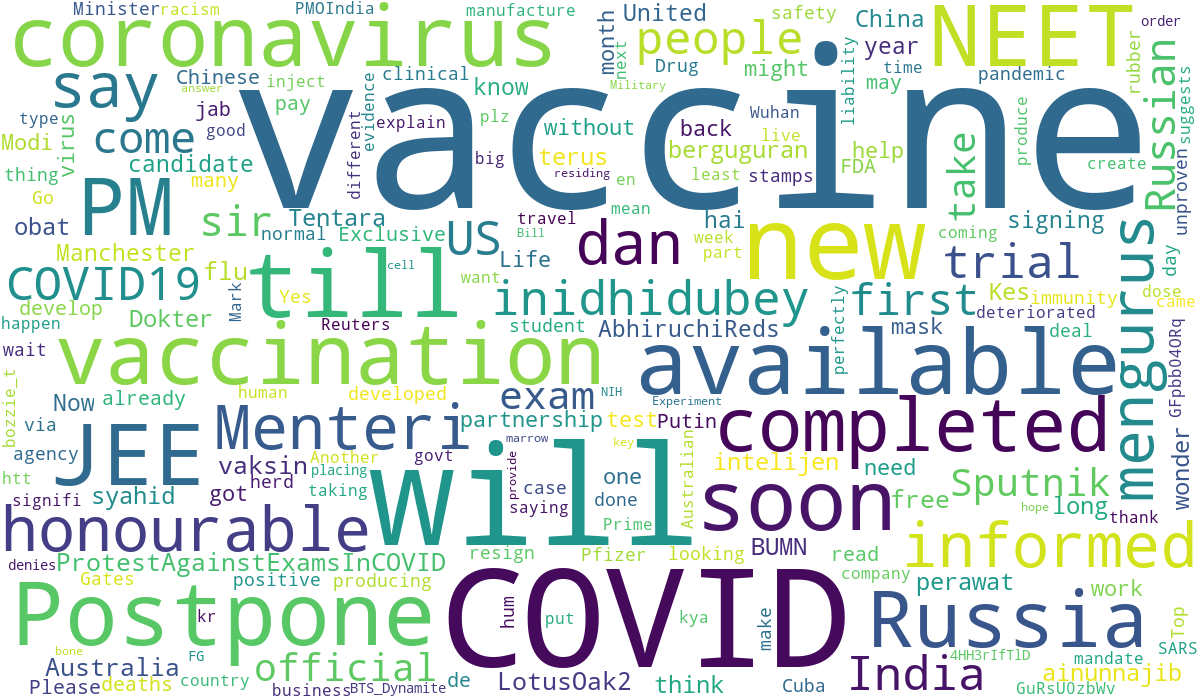 Minister
racism
PMOIndia
manufacture
United
safety
China
order
coronavirus
month
next
people
year
NEET
rubber
Russian
suggests
say
Chinese
answer
inject
clinical
know
Military
Drug
might
may
time
pandemic
type
jab
pay
evidence
vaccine
plz
Wuhan
liability
Modi
virus
come
good
explain
without
back
live
help
produce
create
unproven
thing
candidate
different
big
terus
berguguran
FDA
take
Go
many
residing
en
least
stamps
obat
PM
sir
Tentara
travel
mean
hai
signing
normal
Exclusive
US
Bill
dan
week
part
new
coming
Manchester
flu
till
cell
Life
trial
day
mengurus
COVID19
Mark
Yes
want
inidhidubey
first
Kes
immunity
dose
came
develop
Dokter
Reuters
student
AbhiruchiReds
mask
deteriorated
deal
happen
wait
vaccination
perfectly
available
GFpbbO4ORq
human
developed
exam
NIH
Experiment
bozzie_t
Now
already
Menteri
partnership
test
Putin
completed
via
JEE
marrow
key
Australian
agency
vaksin
Another
govt
will
intelijen
need
wonder
htt
herd
placing
provide
case
one
signifi
syahid
got
taking
saying
done
soon
free
Sputnik
long
hope
thank
honourable
Prime
BUMN
informed
denies
ProtestAgainstExamsInCOVID
resign
Pfizer
looking
read
Gates
positive
producing
COVID
company
perawat
work
Postpone
kr
hum
put
kya
make
Russia
Top
bone
FG
4HH3rIfTlD
SARS
Australia
official
India
mandate
Please
deaths
country
business
BTS_Dynamite
de
LotusOak2
think
Cuba
ainunnajib
GuRsUOzbWv